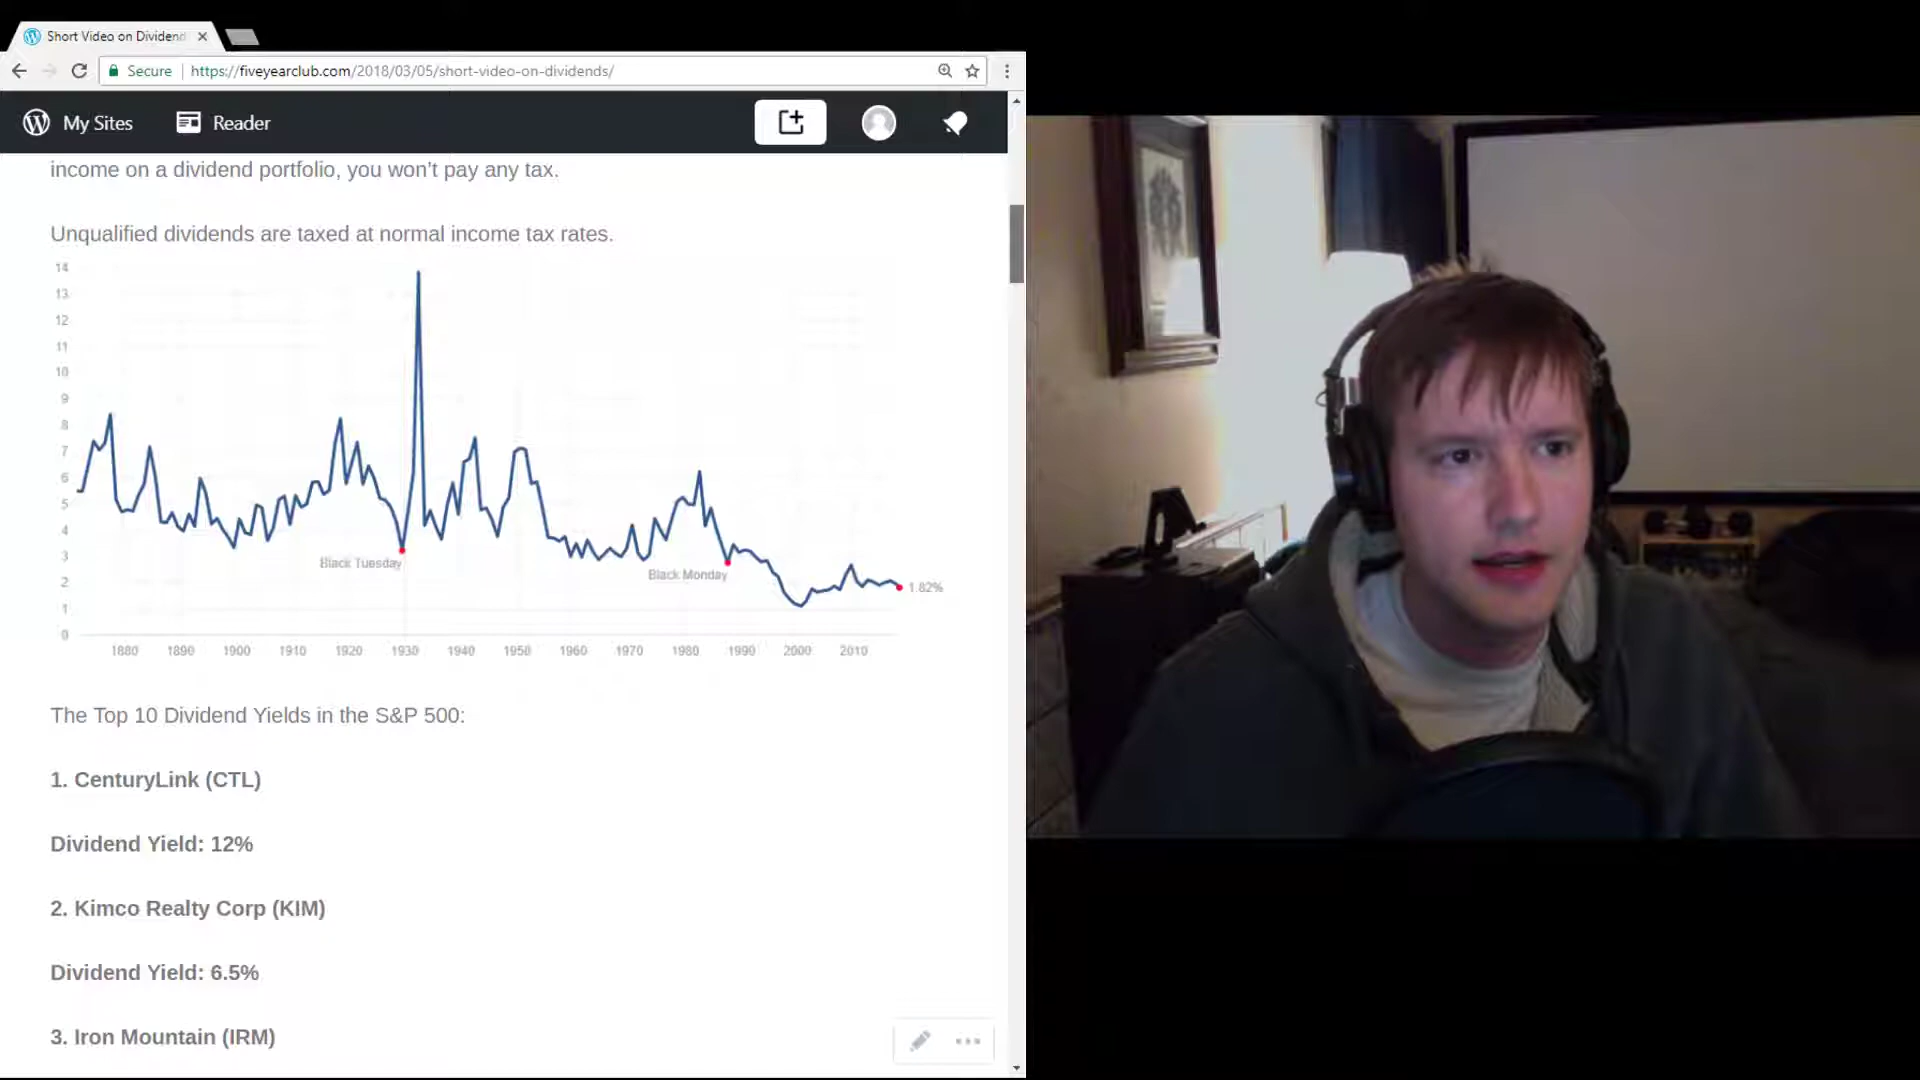 Short Video on Dividend
Secure
https://fiveyearclub.com/2018/03/05/short-video-on-dividends/
My Sites
Reader
income on a dividend portfolio, you won’t pay any tax.
Unqualified dividends are taxed at normal income tax rates.
14
13
12
11
10
9
8
7
6
5
4
3
2
1
0
Black Tuesday
Black Monday
1.82%
1880 1890 1900 1910 1920 1930 1940 1950 1960 1970 1980 1990 2000 2010
The Top 10 Dividend Yields in the S&P 500:
1. CenturyLink (CTL)
Dividend Yield: 12%
2. Kimco Realty Corp (KIM)
Dividend Yield: 6.5%
3. Iron Mountain (IRM)